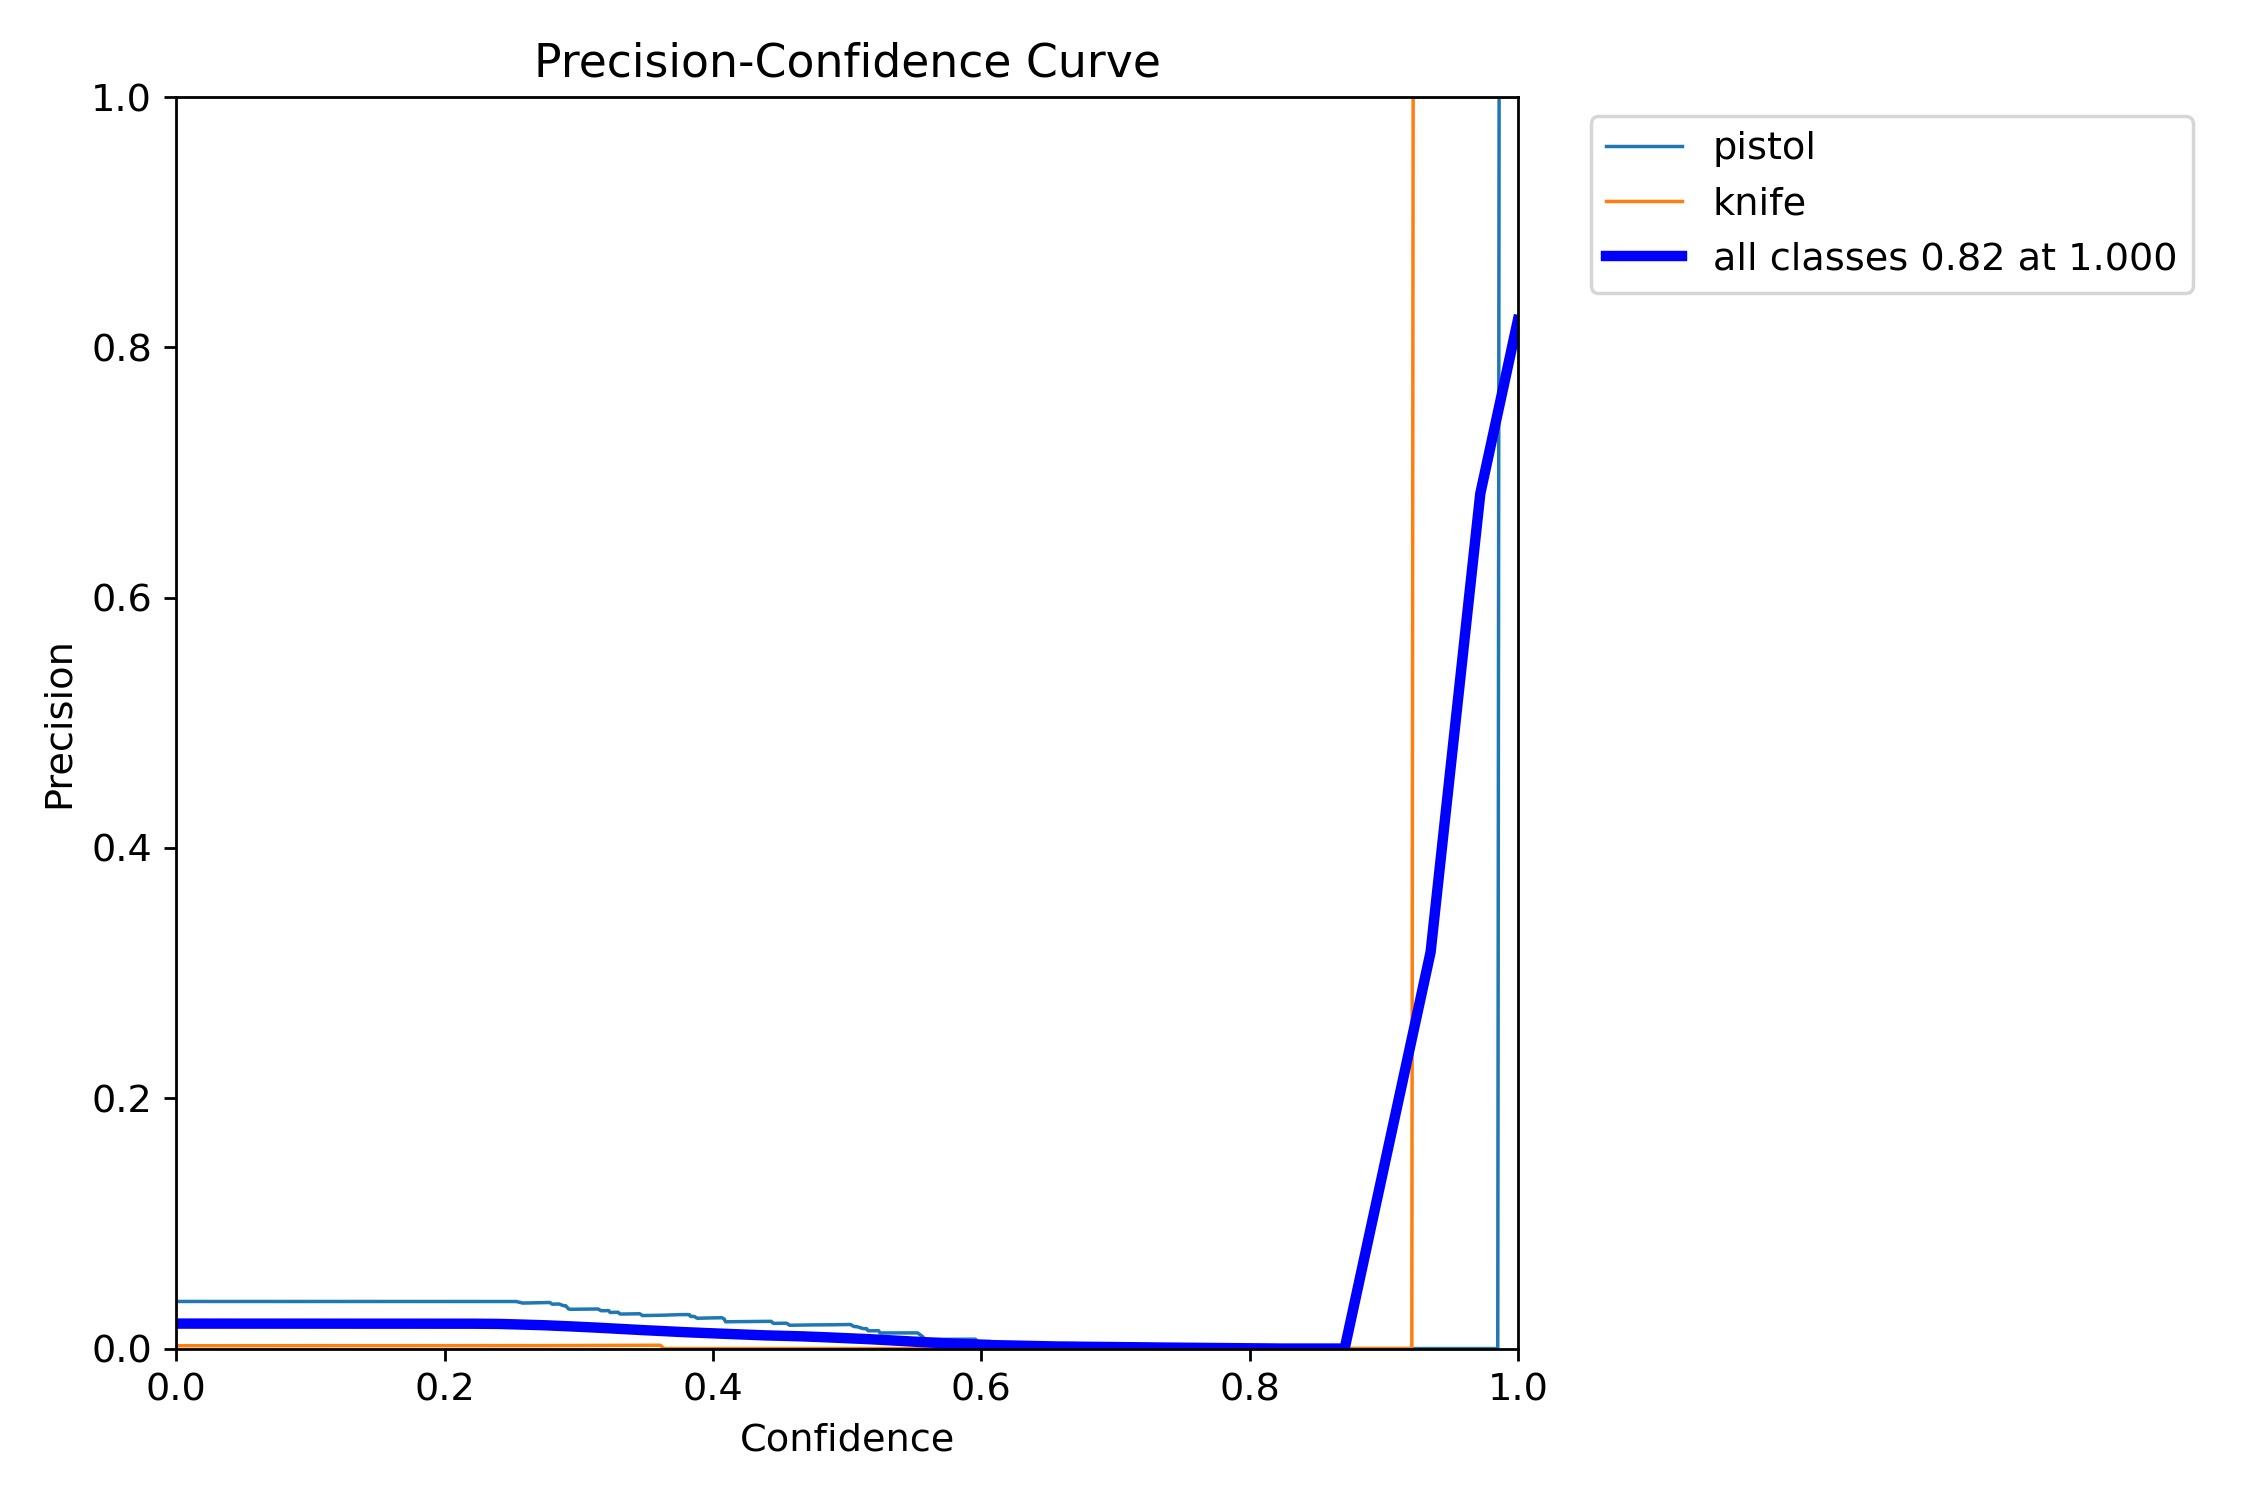 Precision-Confidence Curve
1.0
0.8
0.6
0.4
0.2
0.0
Precision
0.0 0.2 0.4 0.6 0.8 1.0
Confidence
pistol
knife
all classes 0.82 at 1.000